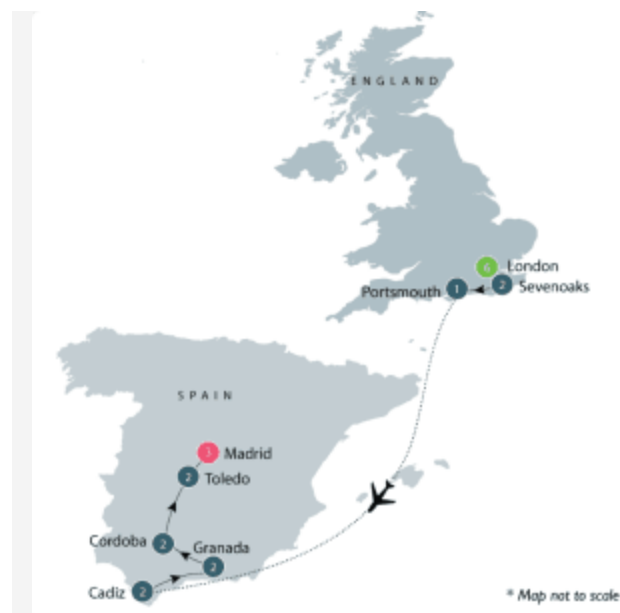 ENGLAND
6 London
Portsmouth 1 2 Sevenoaks
SPAIN
3 Madrid
2 Toledo
Cordoba 2
Granada
2
Cadiz 2
* Map not to scale